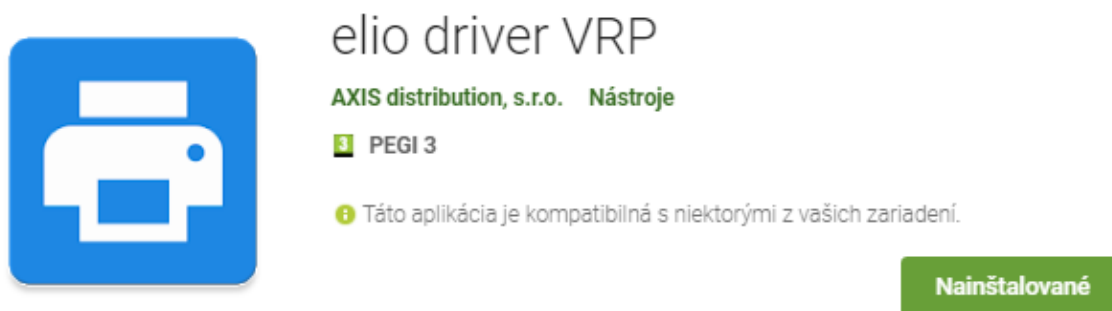 elio driver VRP
AXIS distribution, s.r.o. Nástroje
3 PEGI 3
Táto aplikácia je kompatibilná s niektorými z vašich zariadení.
Nainštalované